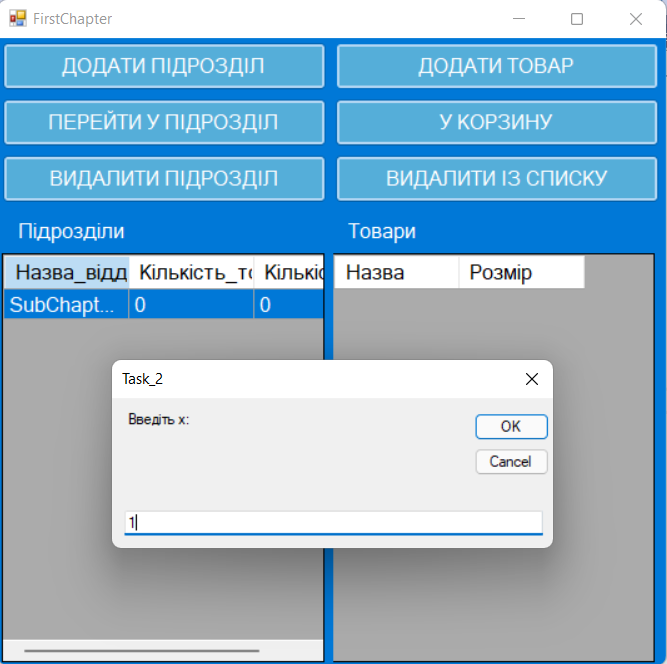 FirstChapter
ДОДАТИ ПІДРОЗДІЛ
ДОДАТИ ТОВАР
ПЕРЕЙТИ У ПІДРОЗДІЛ
У КОРЗИНУ
ВИДАЛИТИ ПІДРОЗДІЛ
ВИДАЛИТИ ІЗ СПИСКУ
Підрозділи
Товари
Назва_відд Кількість_то Кількіс
Назва Розмір
SubChapt... 0 0
Task_2
Введіть x:
OK
Cancel
1